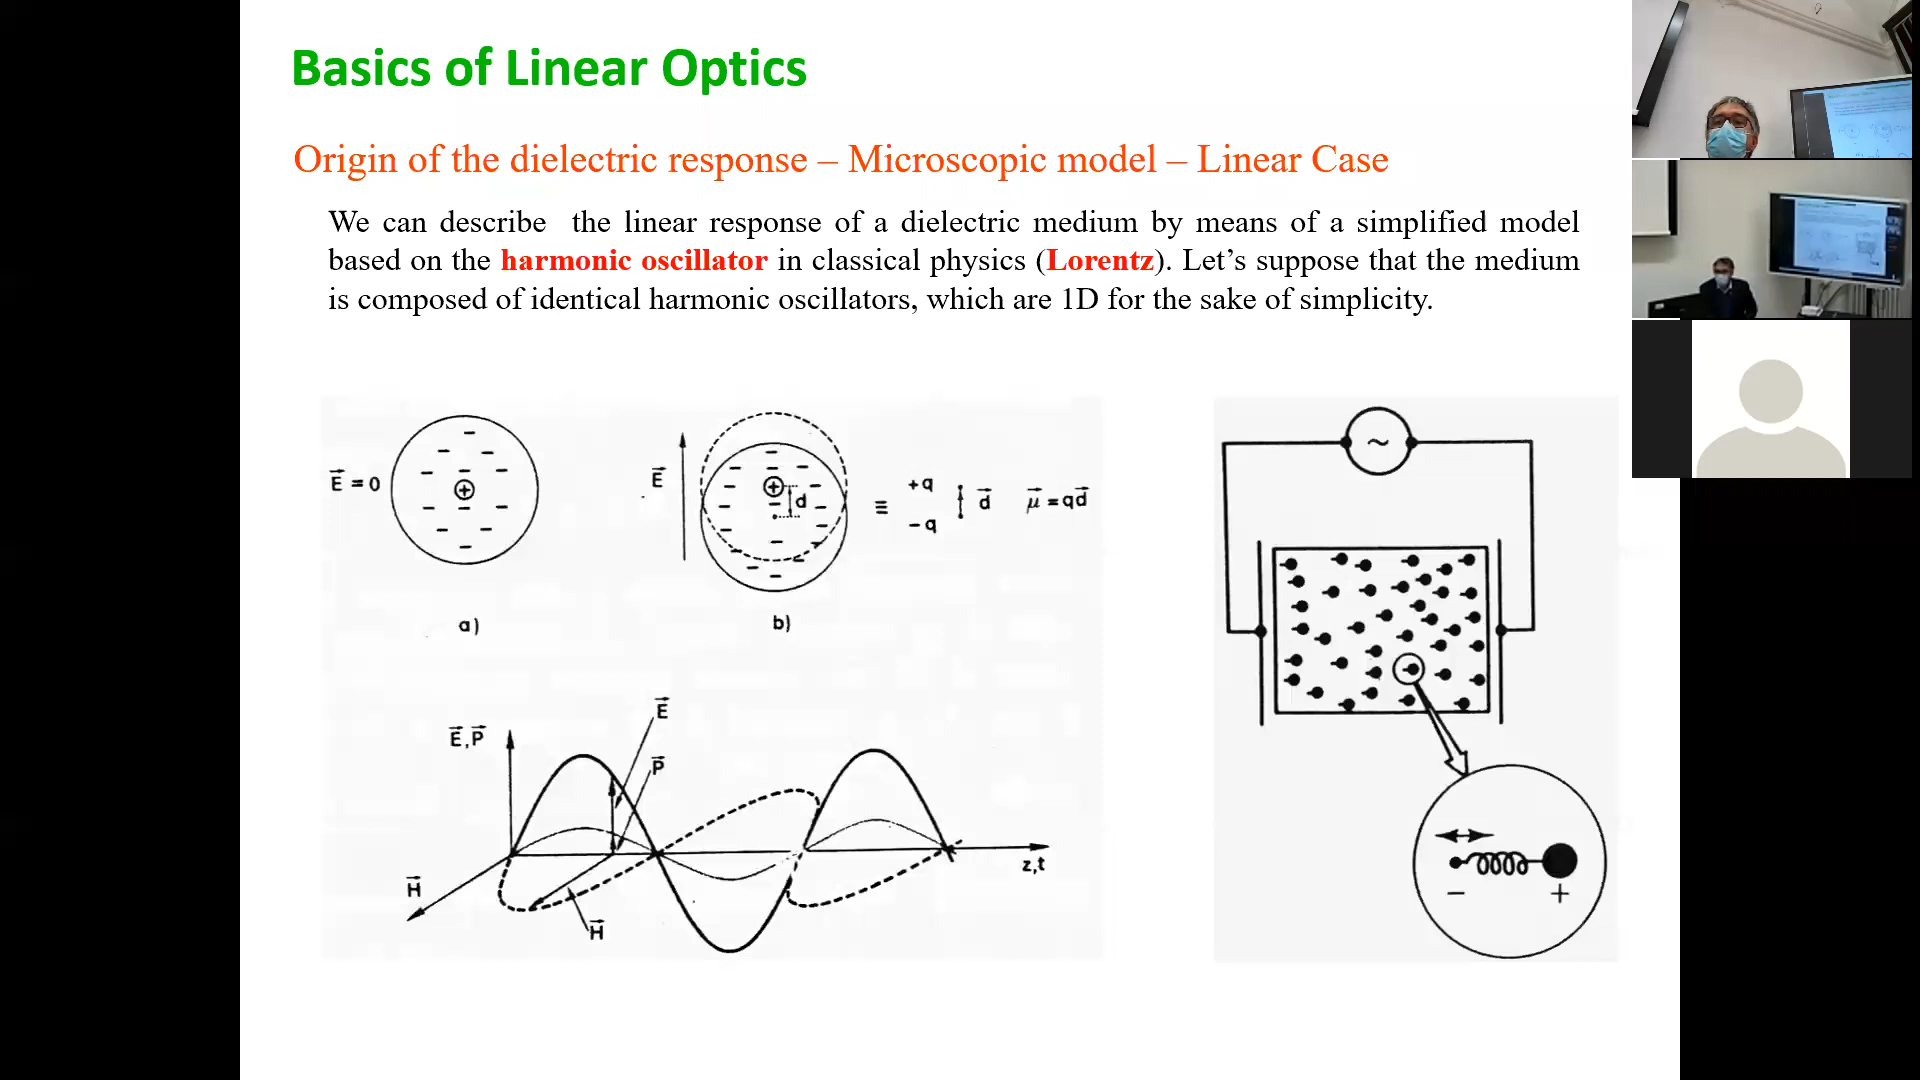 Basics of Linear Optics
Origin of the dielectric response – Microscopic model – Linear Case
We can describe the linear response of a dielectric medium by means of a simplified model
based on the harmonic oscillator in classical physics (Lorentz). Let’s suppose that the medium
is composed of identical harmonic oscillators, which are 1D for the sake of simplicity.
E⃗ = 0
a)
E⃗
d
≡
+q
-q
d⃗
μ⃗ = qd⃗
b)
~
E⃗,P⃗
E⃗
P⃗
H⃗
H⃗
z,t
−
+